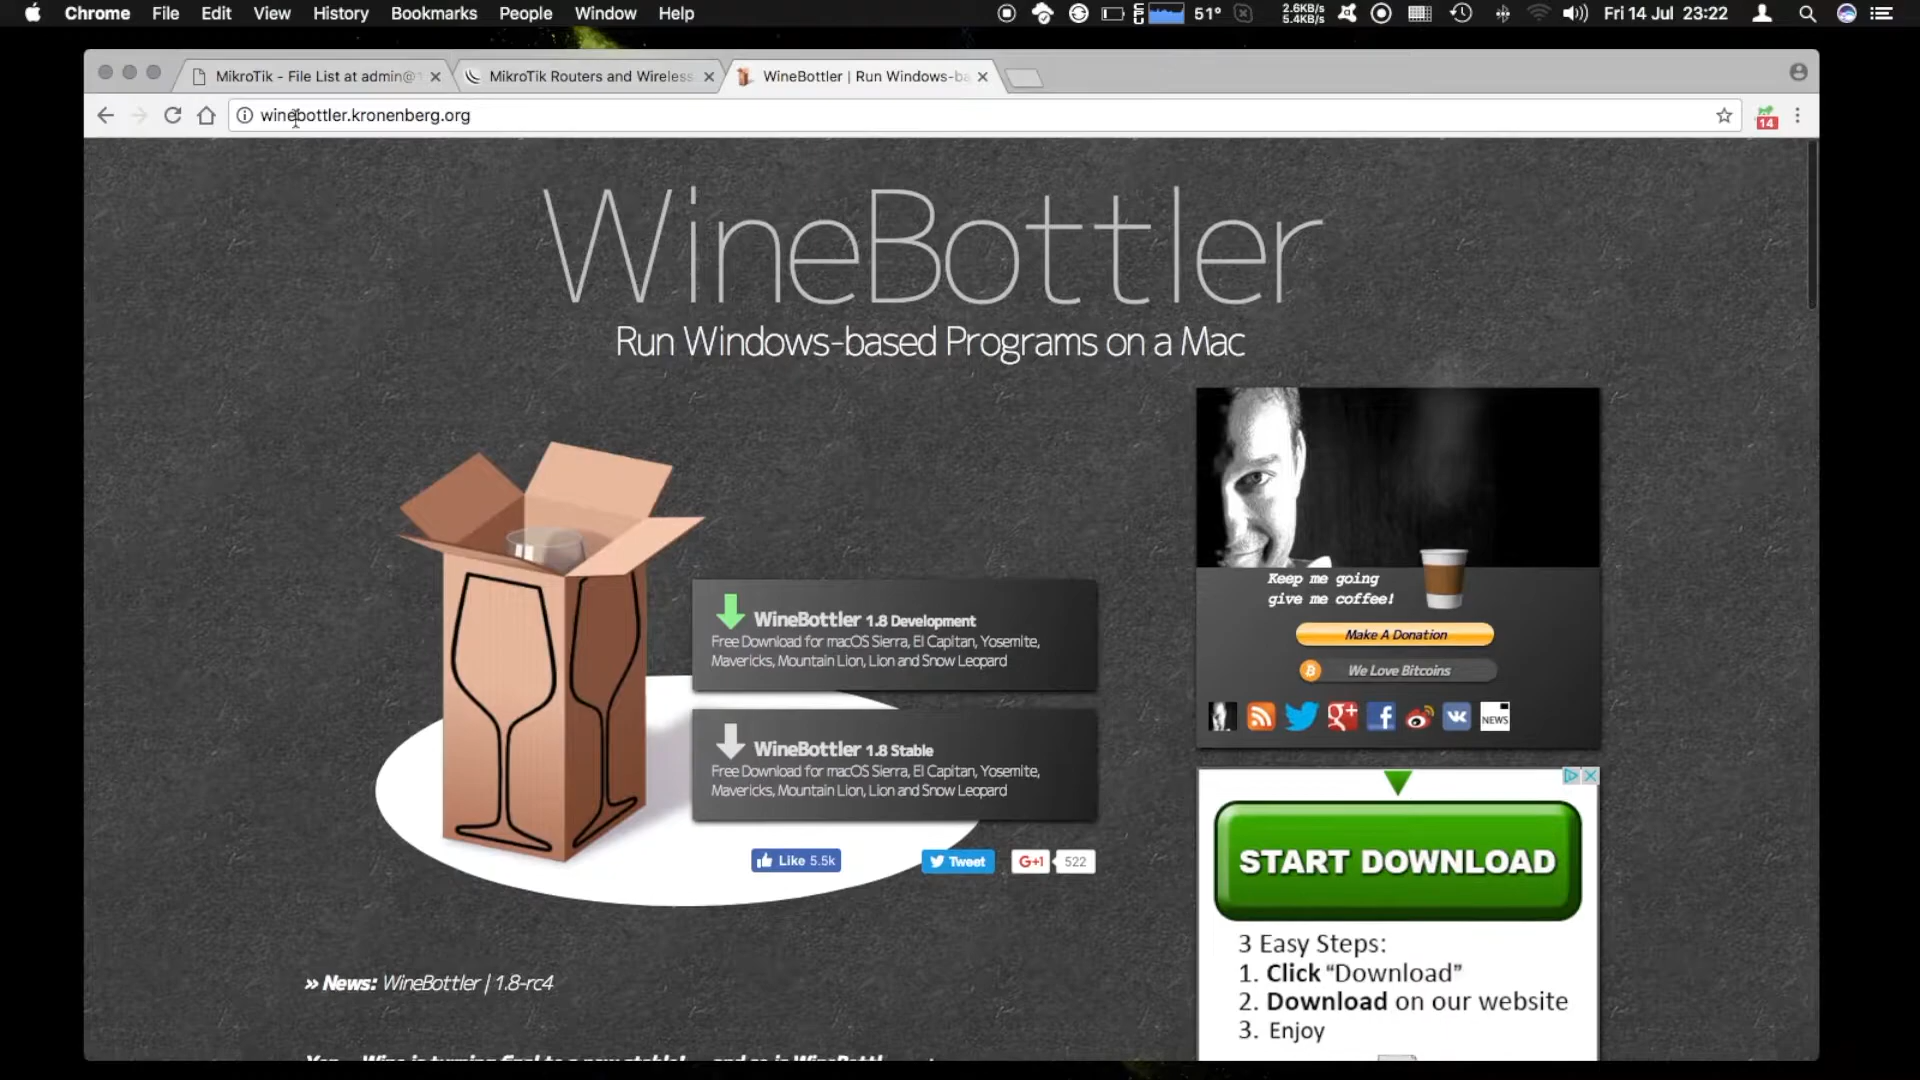 Chrome File Edit View History Bookmarks People Window Help
51° 2.6KB/s 5.4KB/s Fri 14 Jul 23:22
MikroTik - File List at admin@
MikroTik Routers and Wireless
WineBottler | Run Windows-ba
winebottler.kronenberg.org
14
WineBottler
Run Windows-based Programs on a Mac
WineBottler 1.8 Development
Free Download for macOS Sierra, El Capitan, Yosemite,
Mavericks, Mountain Lion, Lion and Snow Leopard
WineBottler 1.8 Stable
Free Download for macOS Sierra, El Capitan, Yosemite,
Mavericks, Mountain Lion, Lion and Snow Leopard
Like 5.5k
Tweet
G+1 522
Keep me going
give me coffee!
Make A Donation
We Love Bitcoins
NEWS
START DOWNLOAD
3 Easy Steps:
1. Click “Download”
2. Download on our website
3. Enjoy
» News: WineBottler | 1.8-rc4